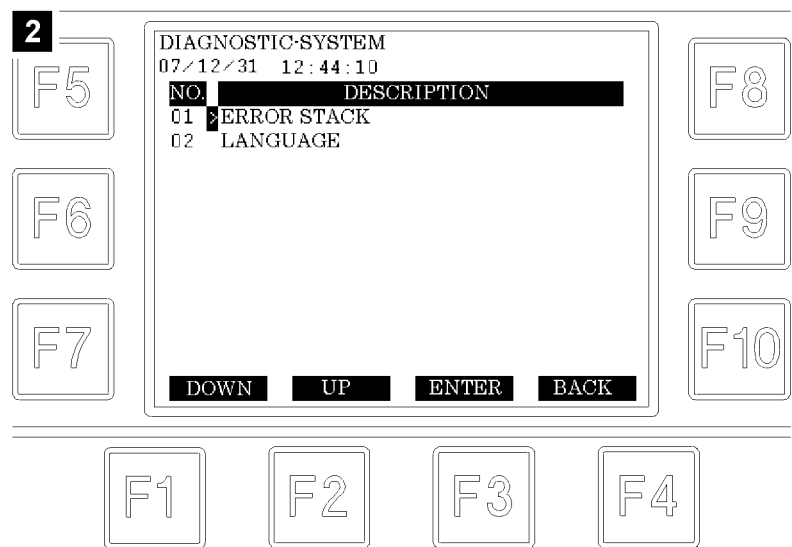 2
DIAGNOSTIC-SYSTEM
07/12/31 12:44:10
NO. DESCRIPTION
01 >ERROR STACK
02 LANGUAGE
DOWN UP ENTER BACK
F5
F6
F7
F8
F9
F10
F1 F2 F3 F4